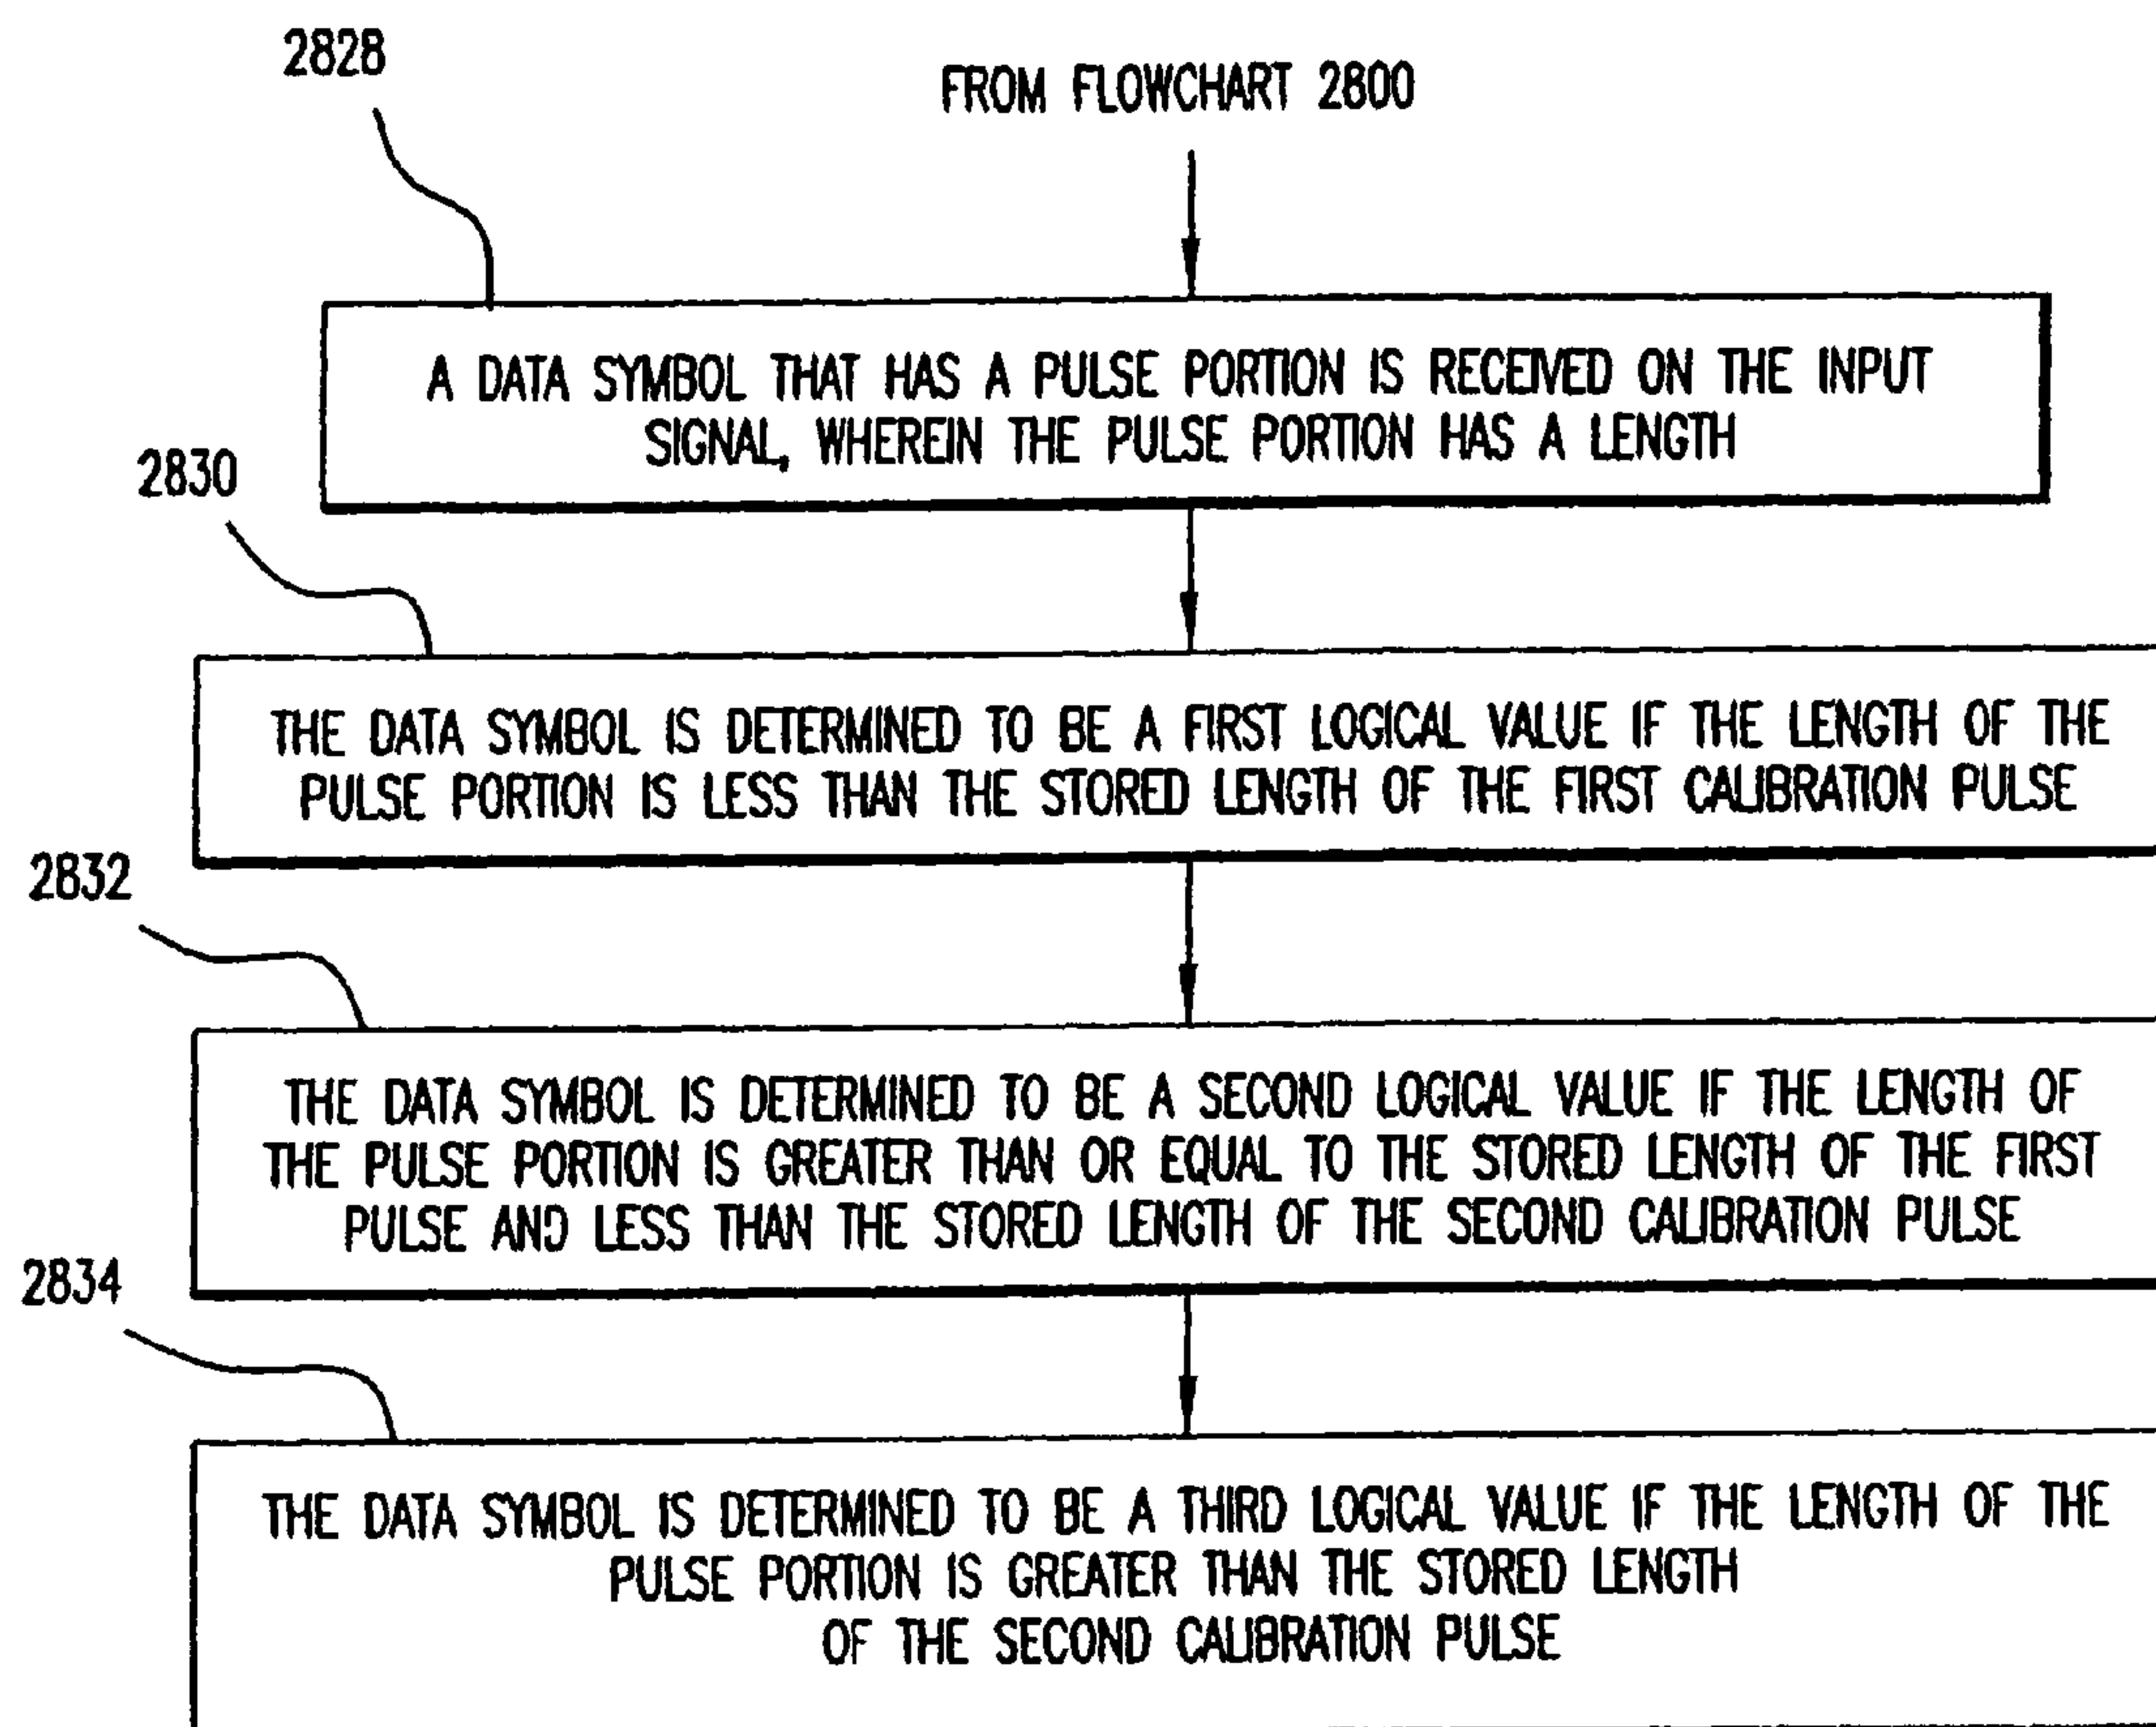 2828
FROM FLOWCHART 2800
A DATA SYMBOL THAT HAS A PULSE PORTION IS RECEIVED ON THE INPUT
SIGNAL, WHEREIN THE PULSE PORTION HAS A LENGTH
2830
THE DATA SYMBOL IS DETERMINED TO BE A FIRST LOGICAL VALUE IF THE LENGTH OF THE
PULSE PORTION IS LESS THAN THE STORED LENGTH OF THE FIRST CALIBRATION PULSE
2832
THE DATA SYMBOL IS DETERMINED TO BE A SECOND LOGICAL VALUE IF THE LENGTH OF
THE PULSE PORTION IS GREATER THAN OR EQUAL TO THE STORED LENGTH OF THE FIRST
PULSE AND LESS THAN THE STORED LENGTH OF THE SECOND CALIBRATION PULSE
2834
THE DATA SYMBOL IS DETERMINED TO BE A THIRD LOGICAL VALUE IF THE LENGTH OF THE
PULSE PORTION IS GREATER THAN THE STORED LENGTH
OF THE SECOND CALIBRATION PULSE